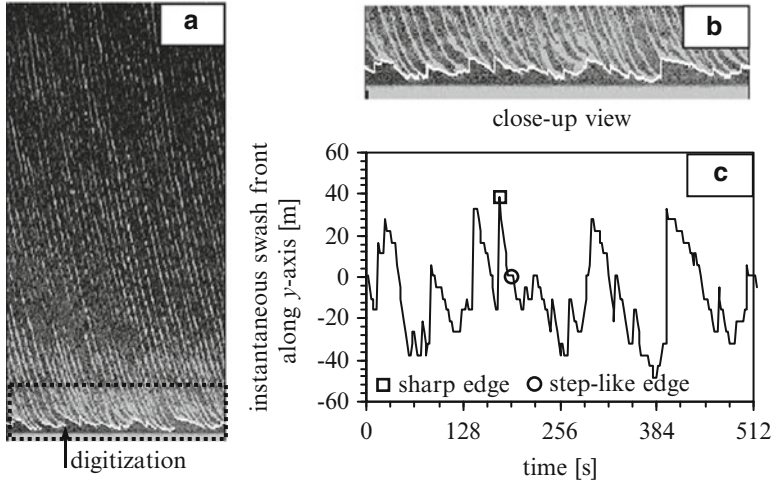 a
digitization
b
close-up view
c
instantaneous swash front
along y-axis [m]
60
40
20
0
-20
-40
-60
sharp edge
step-like edge
0
128
256
384
512
time [s]